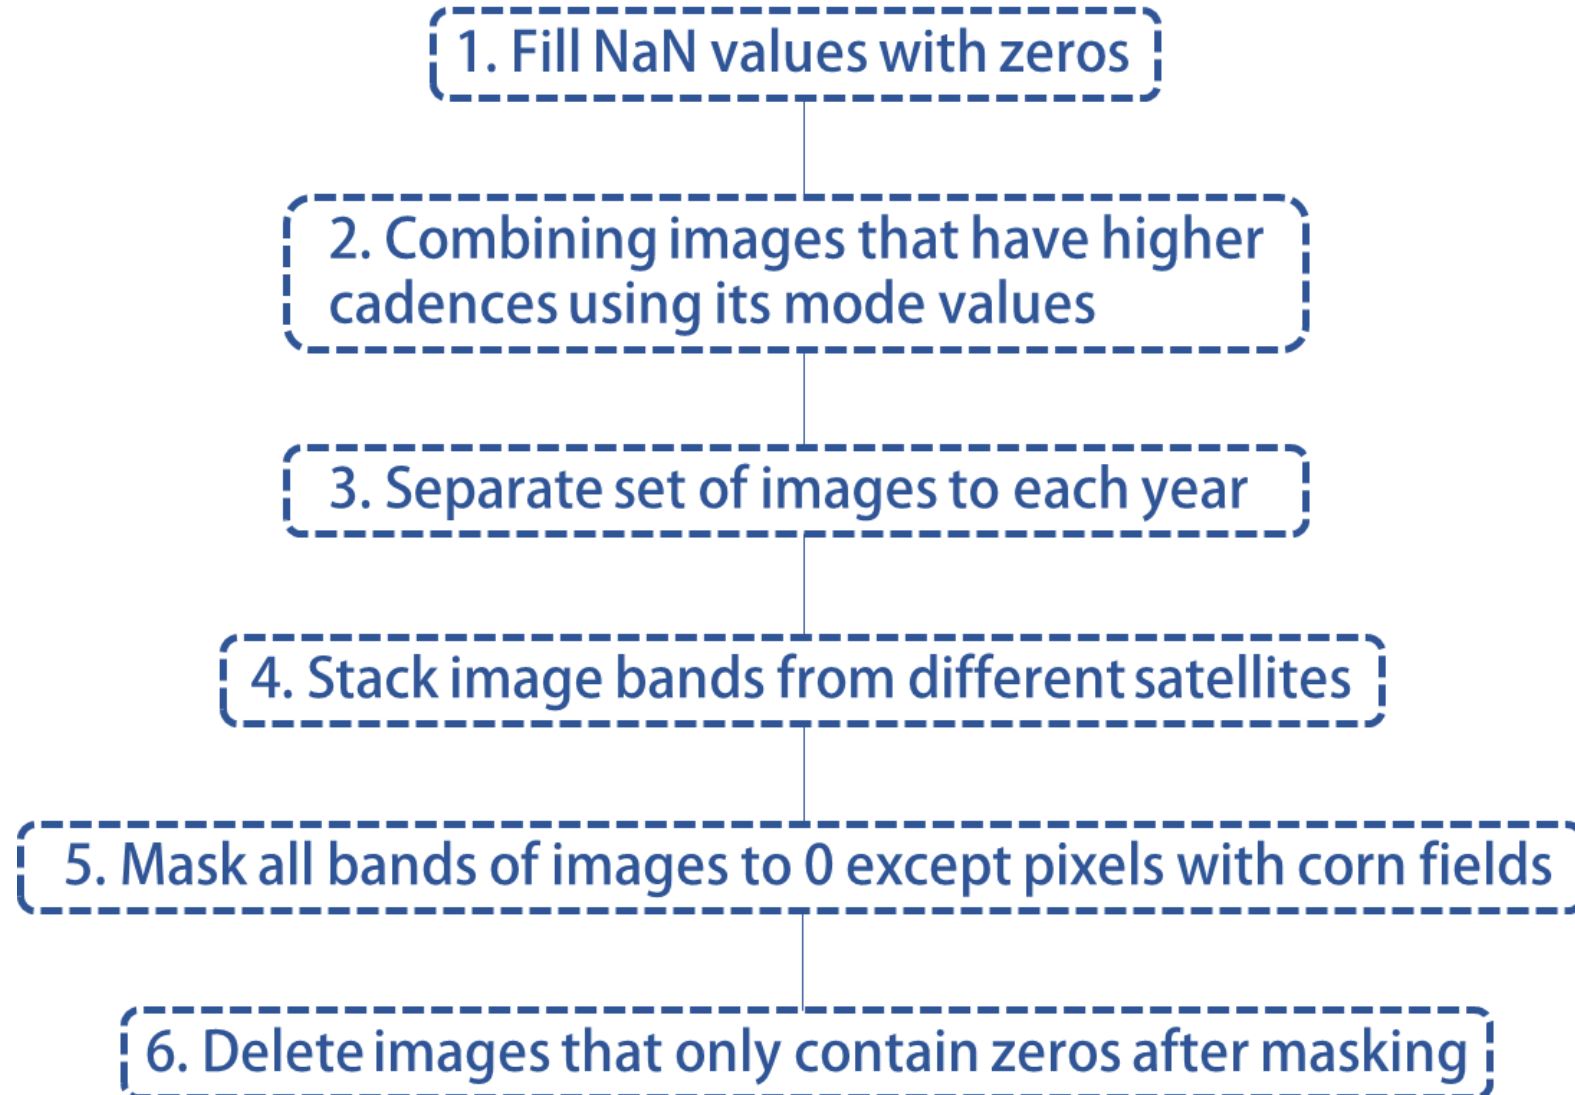 1. Fill NaN values with zeros
2. Combining images that have higher
cadences using its mode values
3. Separate set of images to each year
4. Stack image bands from different satellites
5. Mask all bands of images to 0 except pixels with corn fields
6. Delete images that only contain zeros after masking